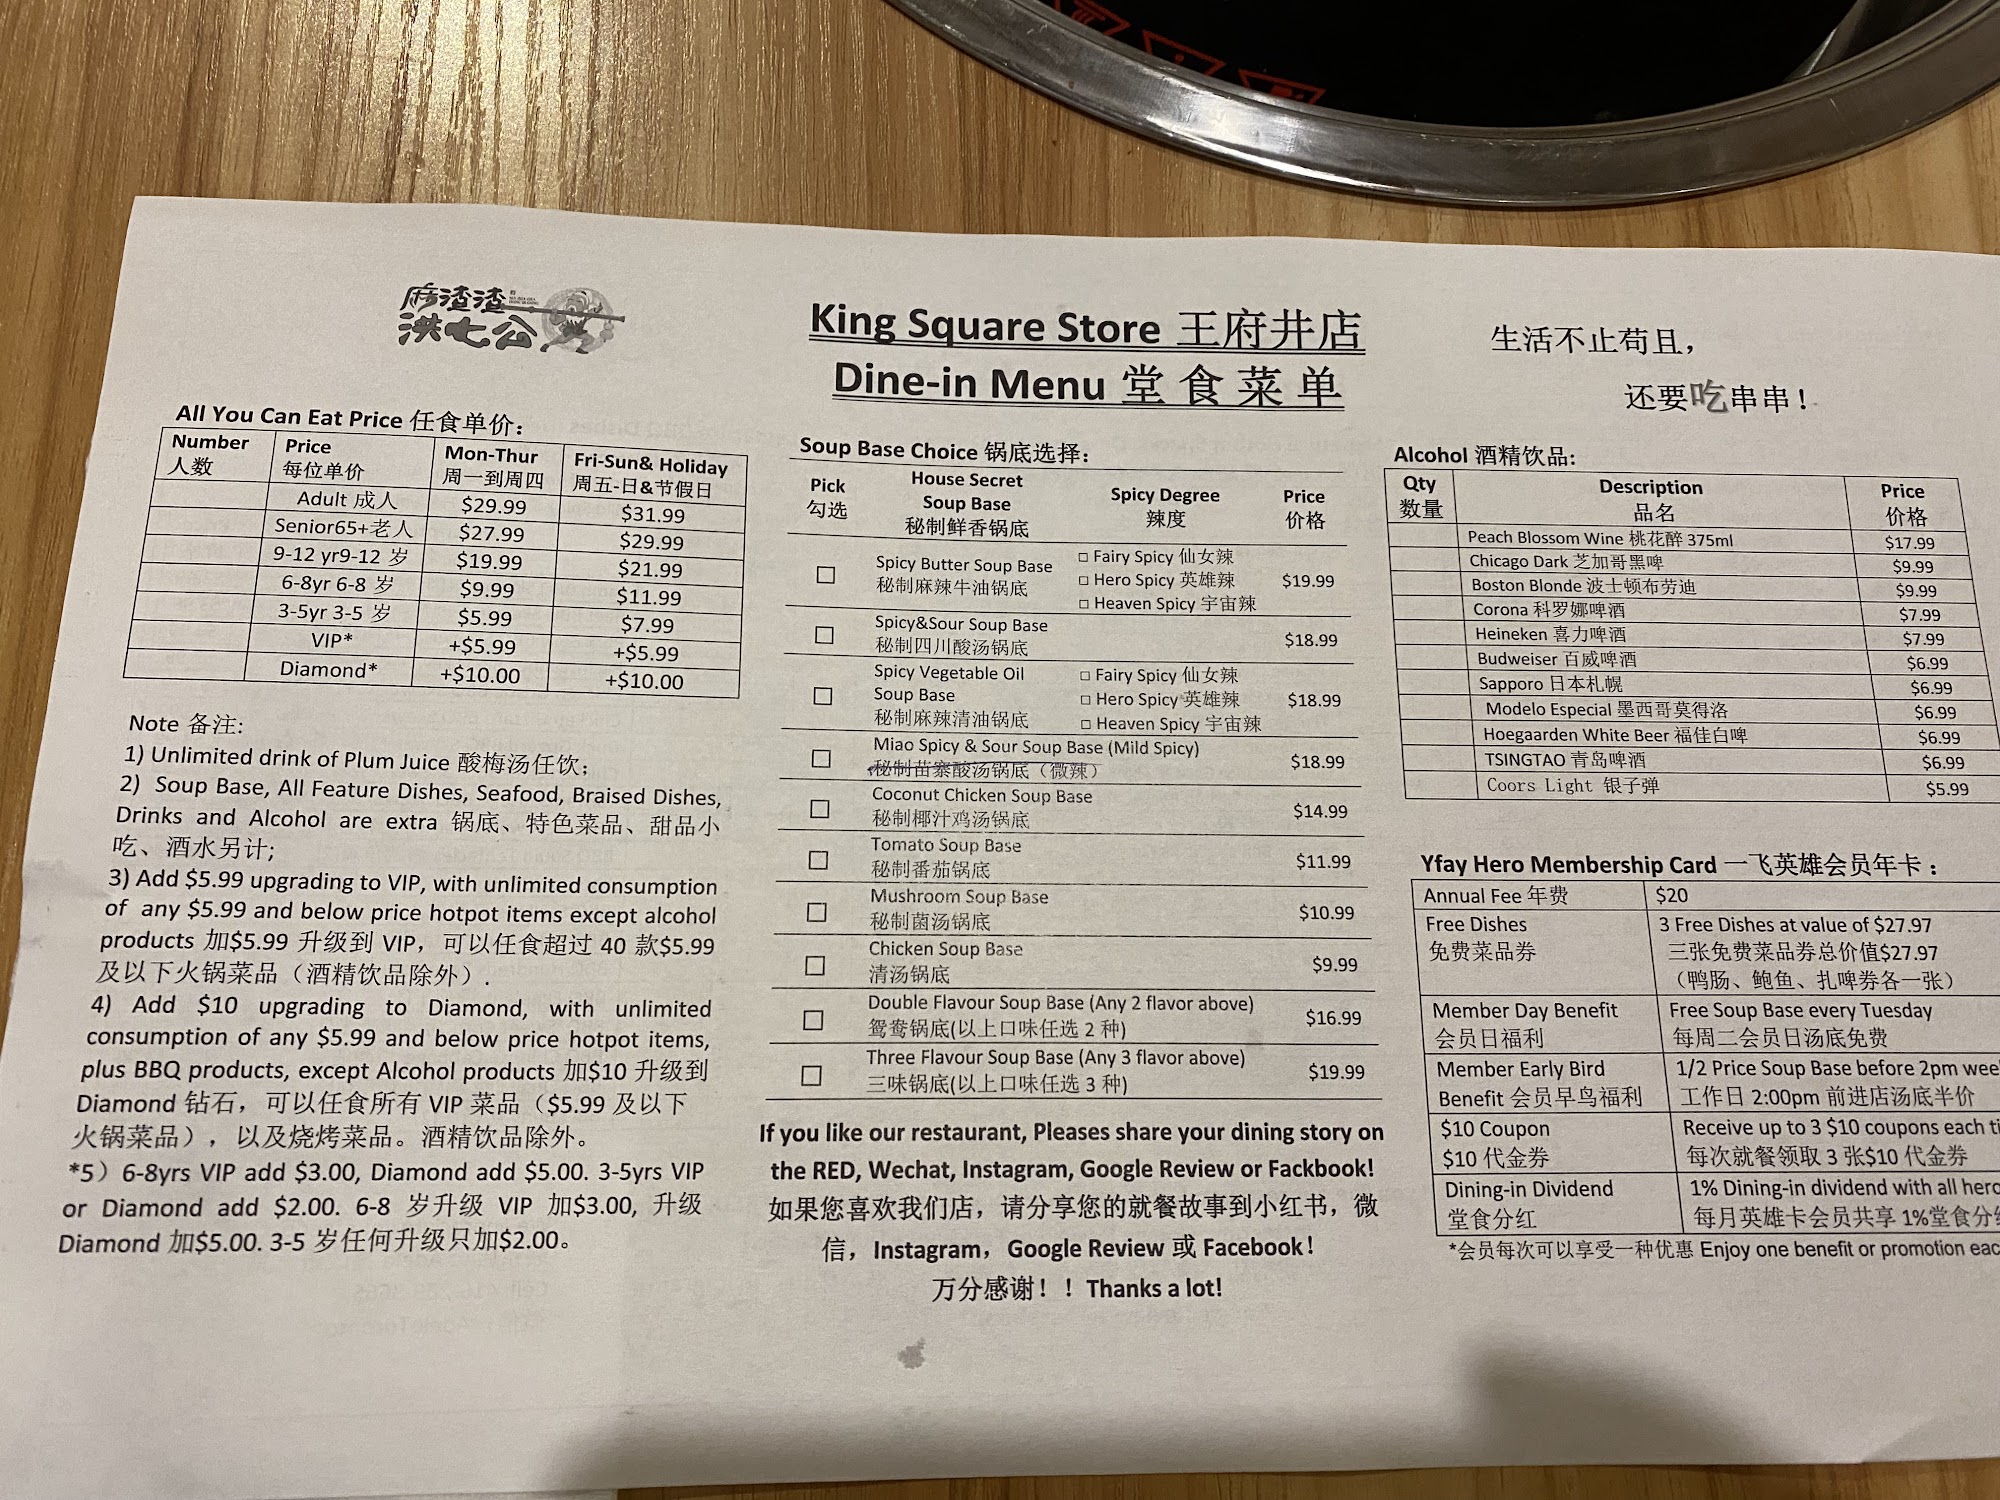 麻渣渣
洪七公
King Square Store 王府井店
Dine-in Menu 堂食菜单
生活不止苟且，
还要吃串串！
All You Can Eat Price 任食单价：
Number 人数 Price 每位单价 Mon-Thur 周一到周四 Fri-Sun& Holiday 周五-日&节假日
Adult 成人 $29.99 $31.99
Senior65+老人 $27.99 $29.99
9-12 yr9-12 岁 $19.99 $21.99
6-8yr 6-8 岁 $9.99 $11.99
3-5yr 3-5 岁 $5.99 $7.99
VIP* +$5.99 +$5.99
Diamond* +$10.00 +$10.00
Note 备注:
1) Unlimited drink of Plum Juice 酸梅汤任饮；
2) Soup Base, All Feature Dishes, Seafood, Braised Dishes,
Drinks and Alcohol are extra 锅底、特色菜品、甜品小
吃、酒水另计;
3) Add $5.99 upgrading to VIP, with unlimited consumption
of any $5.99 and below price hotpot items except alcohol
products 加$5.99 升级到 VIP，可以任食超过 40 款$5.99
及以下火锅菜品（酒精饮品除外）.
4) Add $10 upgrading to Diamond, with unlimited
consumption of any $5.99 and below price hotpot items,
plus BBQ products, except Alcohol products 加$10 升级到
Diamond 钻石，可以任食所有 VIP 菜品（$5.99 及以下
火锅菜品），以及烧烤菜品。酒精饮品除外。
*5）6-8yrs VIP add $3.00, Diamond add $5.00. 3-5yrs VIP
or Diamond add $2.00. 6-8 岁升级 VIP 加$3.00, 升级
Diamond 加$5.00. 3-5 岁任何升级只加$2.00。
Soup Base Choice 锅底选择：
Pick 勾选 House Secret Soup Base 秘制鲜香锅底 Spicy Degree 辣度 Price 价格
Spicy Butter Soup Base 秘制麻辣牛油锅底 □ Fairy Spicy 仙女辣 □ Hero Spicy 英雄辣 □ Heaven Spicy 宇宙辣 $19.99
Spicy&Sour Soup Base 秘制四川酸汤锅底 $18.99
Spicy Vegetable Oil Soup Base 秘制麻辣清油锅底 □ Fairy Spicy 仙女辣 □ Hero Spicy 英雄辣 □ Heaven Spicy 宇宙辣 $18.99
Miao Spicy & Sour Soup Base (Mild Spicy) 秘制苗寨酸汤锅底（微辣） $18.99
Coconut Chicken Soup Base 秘制椰汁鸡汤锅底 $14.99
Tomato Soup Base 秘制番茄锅底 $11.99
Mushroom Soup Base 秘制菌汤锅底 $10.99
Chicken Soup Base 清汤锅底 $9.99
Double Flavour Soup Base (Any 2 flavor above) 鸳鸯锅底(以上口味任选 2 种) $16.99
Three Flavour Soup Base (Any 3 flavor above) 三味锅底(以上口味任选 3 种) $19.99
If you like our restaurant, Pleases share your dining story on
the RED, Wechat, Instagram, Google Review or Fackbook!
如果您喜欢我们店，请分享您的就餐故事到小红书，微
信，Instagram，Google Review 或 Facebook！
万分感谢！！Thanks a lot!
Alcohol 酒精饮品:
Qty 数量 Description 品名 Price 价格
Peach Blossom Wine 桃花醉 375ml $17.99
Chicago Dark 芝加哥黑啤 $9.99
Boston Blonde 波士顿布劳迪 $9.99
Corona 科罗娜啤酒 $7.99
Heineken 喜力啤酒 $7.99
Budweiser 百威啤酒 $6.99
Sapporo 日本札幌 $6.99
Modelo Especial 墨西哥莫得洛 $6.99
Hoegaarden White Beer 福佳白啤 $6.99
TSINGTAO 青岛啤酒 $6.99
Coors Light 银子弹 $5.99
Yfay Hero Membership Card 一飞英雄会员年卡：
Annual Fee 年费 $20
Free Dishes 免费菜品券 3 Free Dishes at value of $27.97 三张免费菜品券总价值$27.97 （鸭肠、鲍鱼、扎啤券各一张）
Member Day Benefit 会员日福利 Free Soup Base every Tuesday 每周二会员日汤底免费
Member Early Bird Benefit 会员早鸟福利 1/2 Price Soup Base before 2pm 工作日 2:00pm 前进店汤底半价
$10 Coupon $10 代金券 Receive up to 3 $10 coupons each 每次就餐领取 3 张$10 代金券
Dining-in Dividend 堂食分红 1% Dining-in dividend with all hero 每月英雄卡会员共享 1%堂食分
*会员每次可以享受一种优惠 Enjoy one benefit or promotion